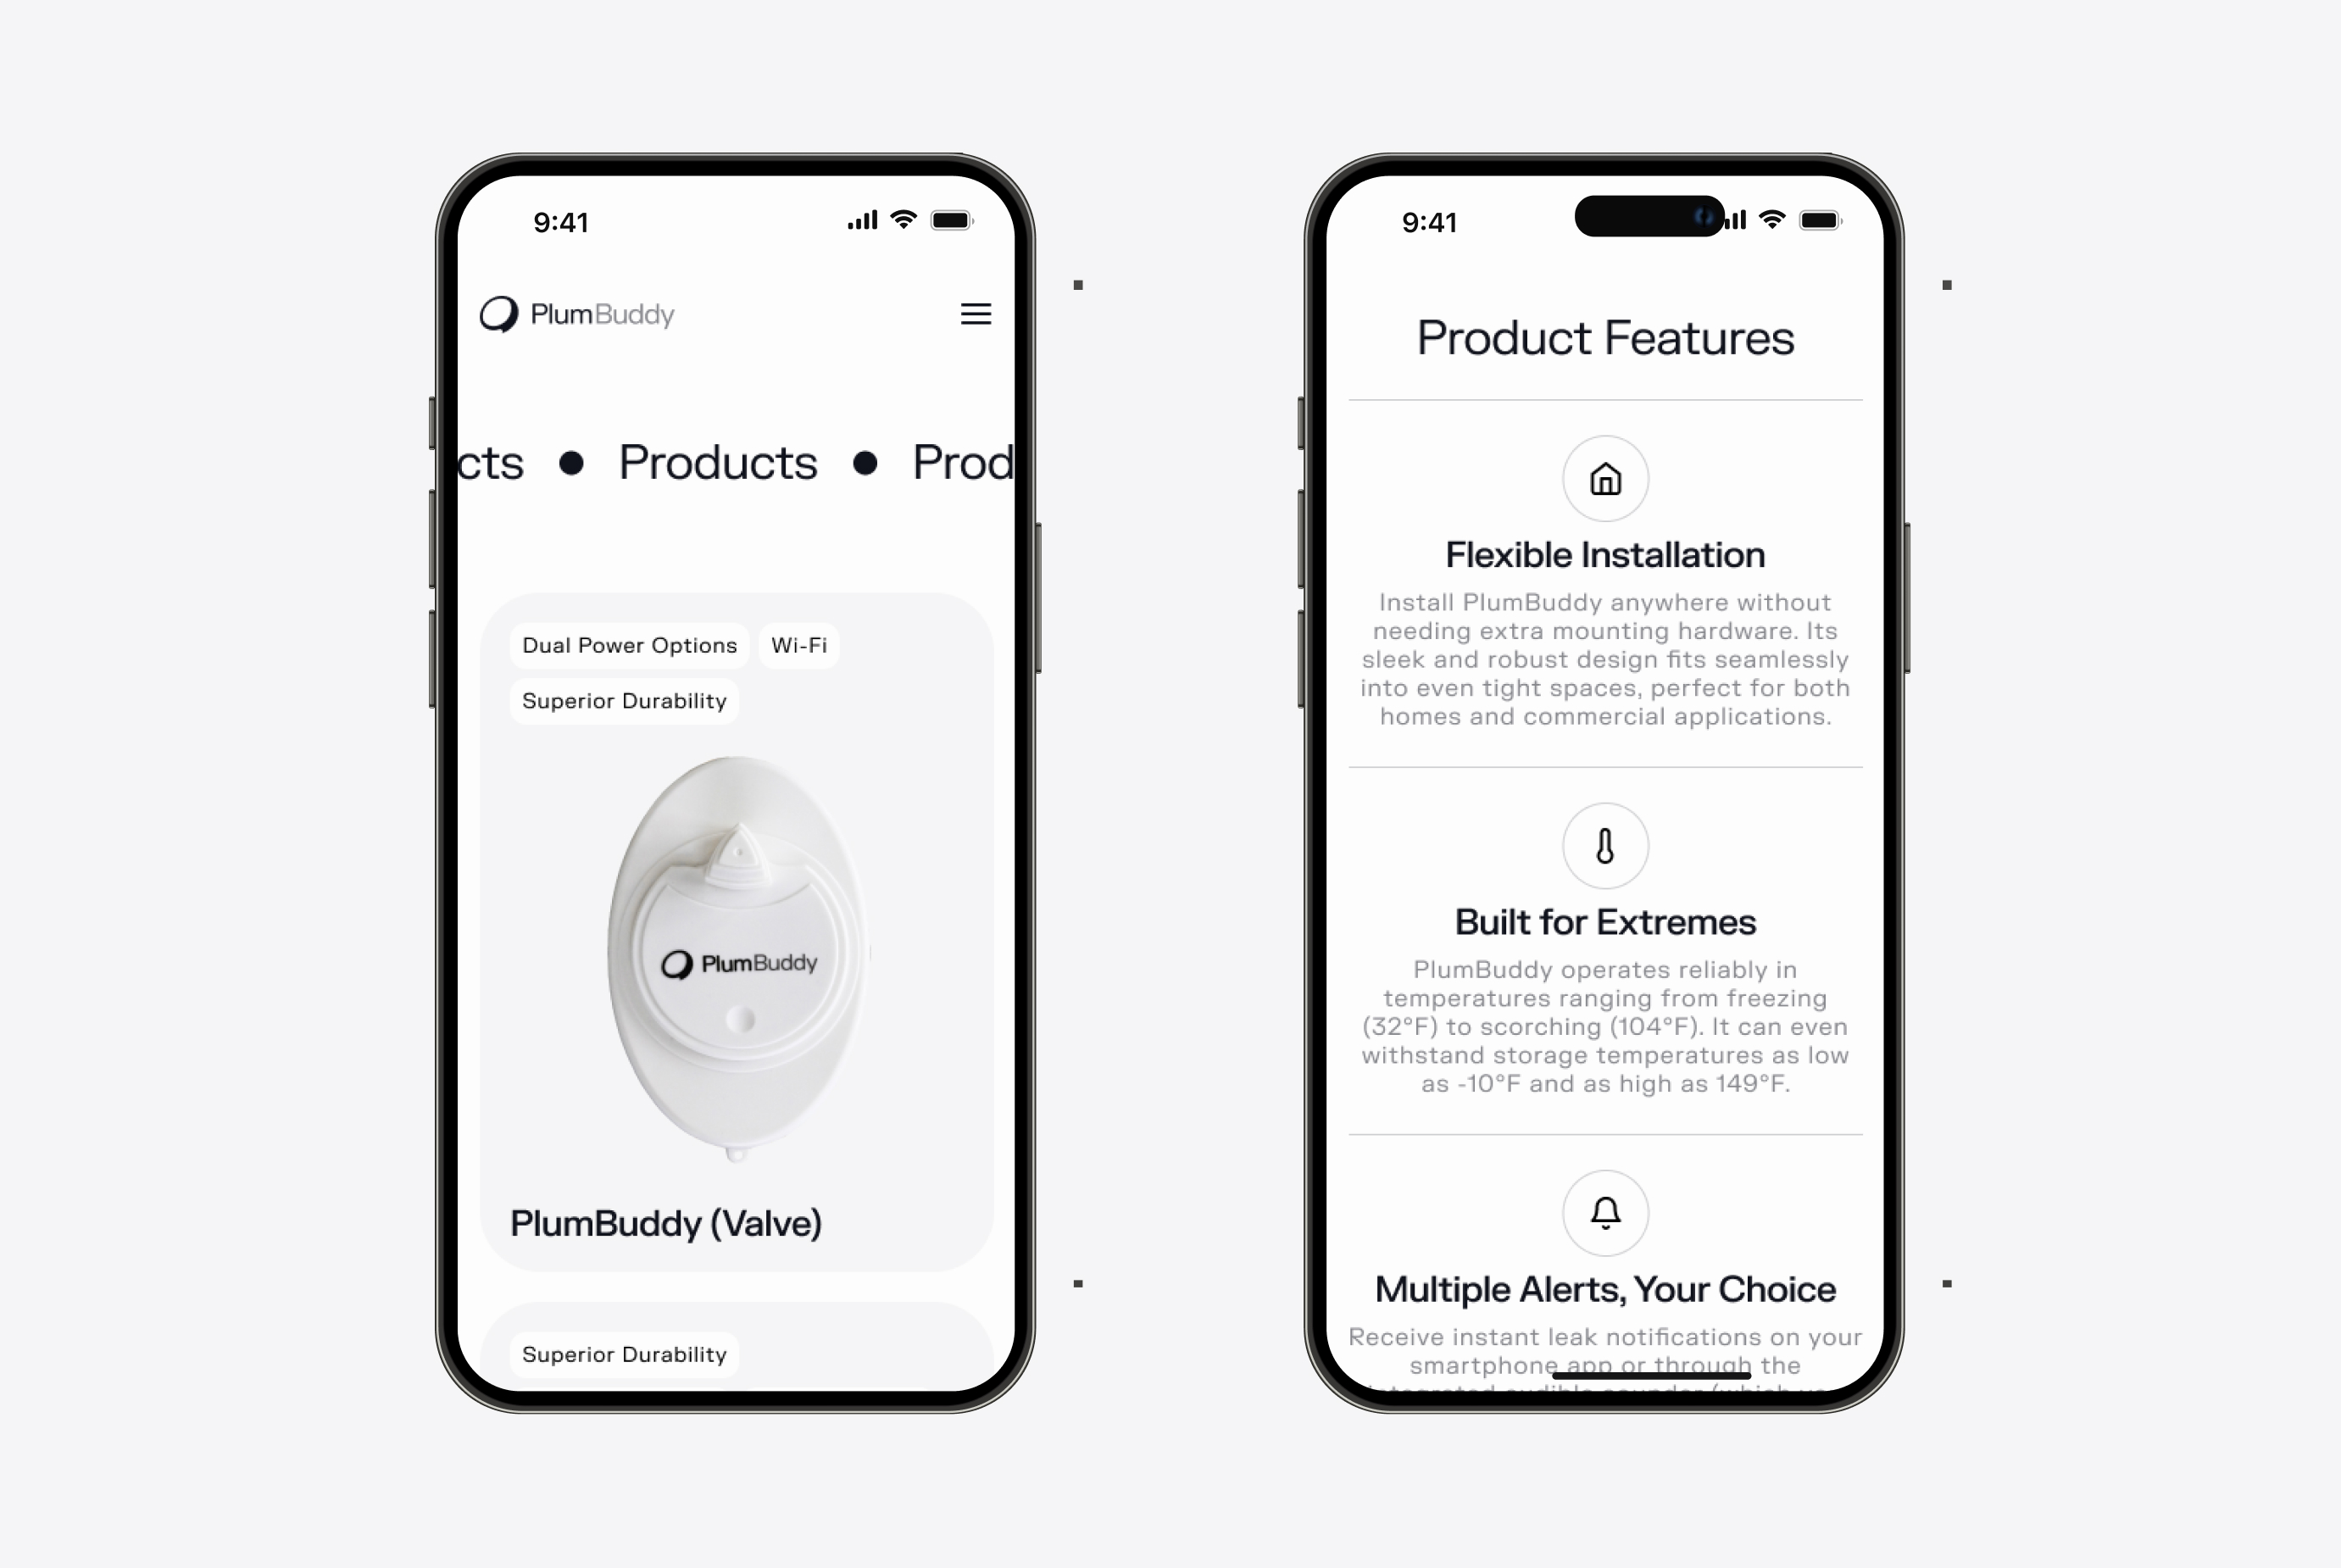 9:41
PlumBuddy
cts ● Products ● Prod
Dual Power Options
Wi-Fi
Superior Durability
PlumBuddy
PlumBuddy (Valve)
Superior Durability
9:41
Product Features
Flexible Installation
Install PlumBuddy anywhere without
needing extra mounting hardware. Its
sleek and robust design fits seamlessly
into even tight spaces, perfect for both
homes and commercial applications.
Built for Extremes
PlumBuddy operates reliably in
temperatures ranging from freezing
(32°F) to scorching (104°F). It can even
withstand storage temperatures as low
as -10°F and as high as 149°F.
Multiple Alerts, Your Choice
Receive instant leak notifications on your
smartphone app or through the